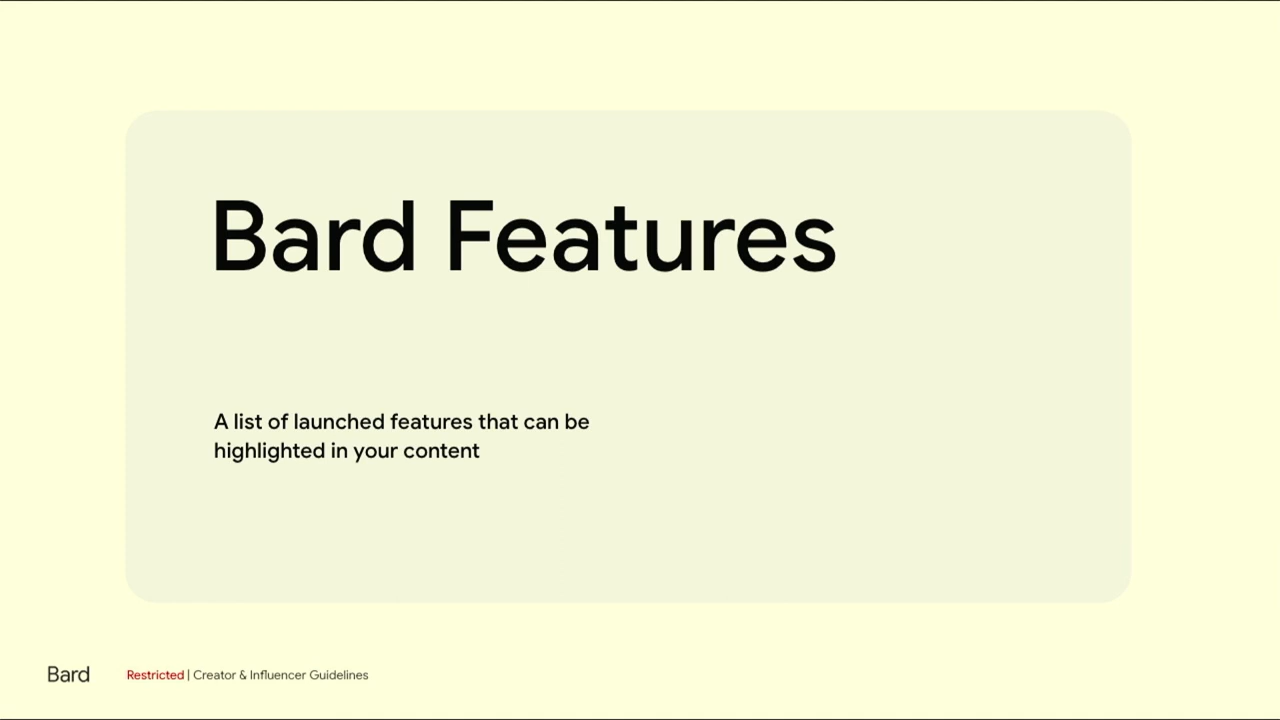 Bard Features
A list of launched features that can be
highlighted in your content
Bard
Restricted | Creator & Influencer Guidelines